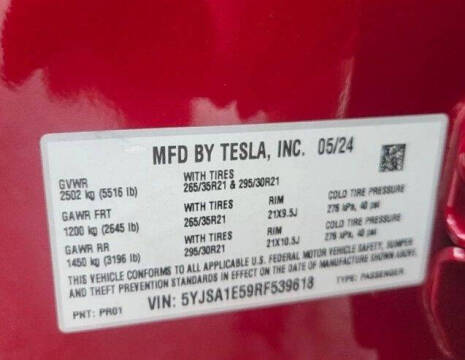 MFD BY TESLA, INC. 05/24
GVWR
2502 kg (5516 lb)
WITH TIRES
265/35R21 & 295/30R21
GAWR FRT
1200 kg (2645 lb)
WITH TIRES
265/35R21
RIM
21X9.5J
COLD TIRE PRESSURE
276 kPa, 40 psi
GAWR RR
1450 kg (3196 lb)
WITH TIRES
295/30R21
RIM
21X10.5J
COLD TIRE PRESSURE
276 kPa, 40 psi
THIS VEHICLE CONFORMS TO ALL APPLICABLE U.S. FEDERAL MOTOR VEHICLE SAFETY, BUMPER
AND THEFT PREVENTION STANDARDS IN EFFECT ON THE DATE OF MANUFACTURE SHOWN ABOVE.
PNT: PR01
VIN: 5YJSA1E59RF539618
TYPE: PASSENGER